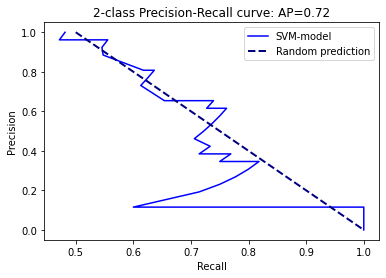 2-class Precision-Recall curve: AP=0.72
SVM-model
Random prediction
Precision
1.0
0.8
0.6
0.4
0.2
0.0
0.5
0.6
0.7
0.8
0.9
1.0
Recall